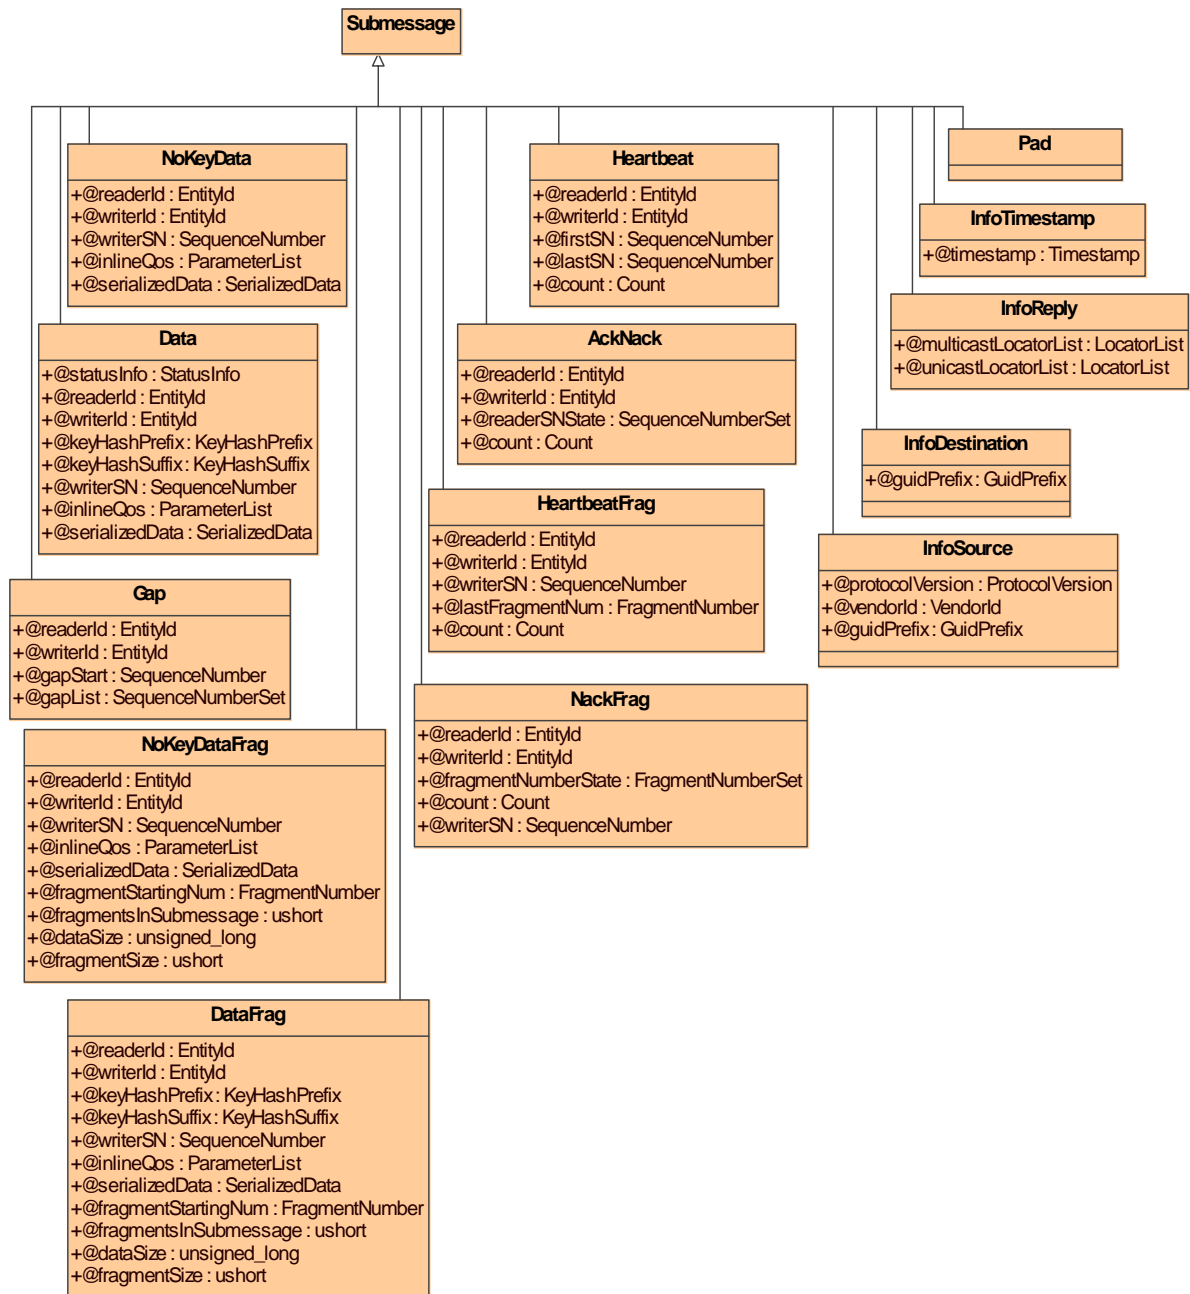 Submessage
NoKeyData
+@readerId : EntityId
+@writerId : EntityId
+@writerSN : SequenceNumber
+@inlineQos : ParameterList
+@serializedData : SerializedData
Data
+@statusInfo : StatusInfo
+@readerId : EntityId
+@writerId : EntityId
+@keyHashPrefix : KeyHashPrefix
+@keyHashSuffix : KeyHashSuffix
+@writerSN : SequenceNumber
+@inlineQos : ParameterList
+@serializedData : SerializedData
Gap
+@readerId : EntityId
+@writerId : EntityId
+@gapStart : SequenceNumber
+@gapList : SequenceNumberSet
NoKeyDataFrag
+@readerId : EntityId
+@writerId : EntityId
+@writerSN : SequenceNumber
+@inlineQos : ParameterList
+@serializedData : SerializedData
+@fragmentStartingNum : FragmentNumber
+@fragmentsInSubmessage : ushort
+@dataSize : unsigned_long
+@fragmentSize : ushort
DataFrag
+@readerId : EntityId
+@writerId : EntityId
+@keyHashPrefix : KeyHashPrefix
+@keyHashSuffix : KeyHashSuffix
+@writerSN : SequenceNumber
+@inlineQos : ParameterList
+@serializedData : SerializedData
+@fragmentStartingNum : FragmentNumber
+@fragmentsInSubmessage : ushort
+@dataSize : unsigned_long
+@fragmentSize : ushort
Heartbeat
+@readerId : EntityId
+@writerId : EntityId
+@firstSN : SequenceNumber
+@lastSN : SequenceNumber
+@count : Count
AckNack
+@readerId : EntityId
+@writerId : EntityId
+@readerSNState : SequenceNumberSet
+@count : Count
HeartbeatFrag
+@readerId : EntityId
+@writerId : EntityId
+@writerSN : SequenceNumber
+@lastFragmentNum : FragmentNumber
+@count : Count
NackFrag
+@readerId : EntityId
+@writerId : EntityId
+@fragmentNumberState : FragmentNumberSet
+@count : Count
+@writerSN : SequenceNumber
Pad
InfoTimestamp
+@timestamp : Timestamp
InfoReply
+@multicastLocatorList : LocatorList
+@unicastLocatorList : LocatorList
InfoDestination
+@guidPrefix : GuidPrefix
InfoSource
+@protocolVersion : ProtocolVersion
+@vendorId : VendorId
+@guidPrefix : GuidPrefix